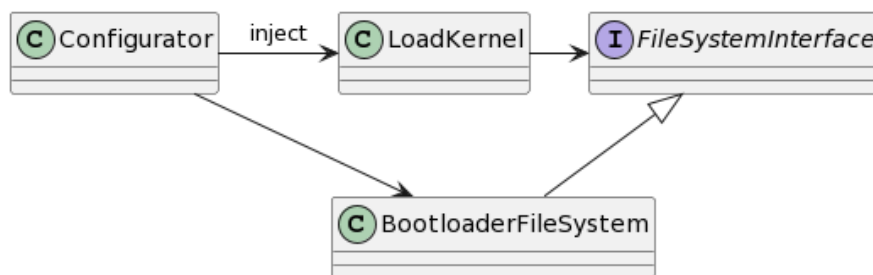 C Configurator
inject
C LoadKernel
I FileSystemInterface
C BootloaderFileSystem